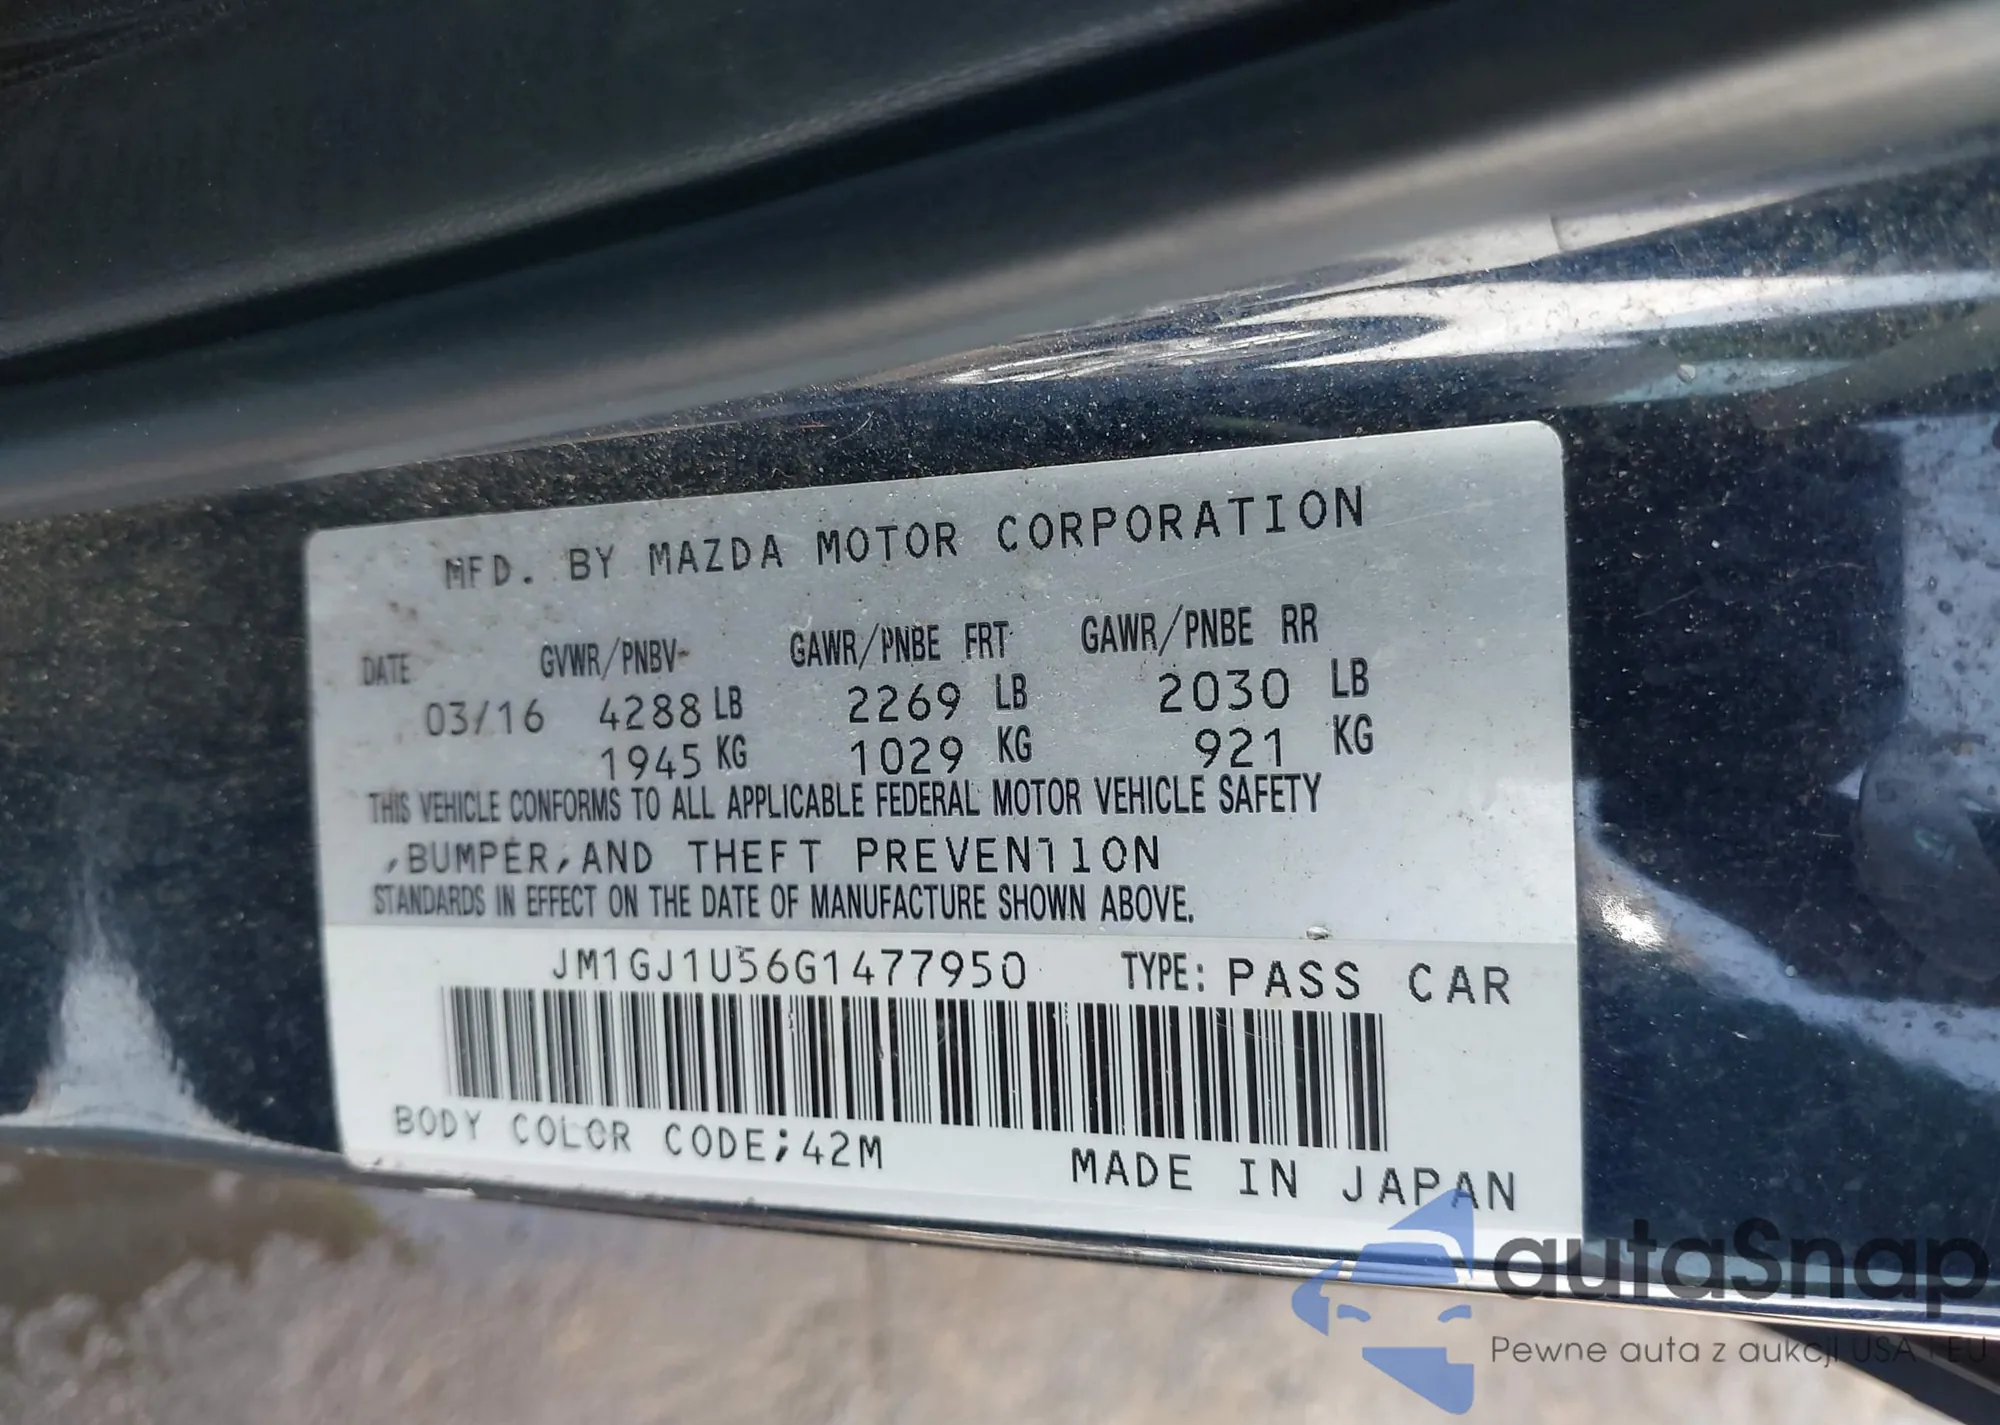 MFD. BY MAZDA MOTOR CORPORATION
DATE GVWR/PNBV GAWR/PNBE FRT GAWR/PNBE RR
03/16 4288 LB 2269 LB 2030 LB
1945 KG 1029 KG 921 KG
THIS VEHICLE CONFORMS TO ALL APPLICABLE FEDERAL MOTOR VEHICLE SAFETY
,BUMPER,AND THEFT PREVENTION
STANDARDS IN EFFECT ON THE DATE OF MANUFACTURE SHOWN ABOVE.
JM1GJ1U56G1477950 TYPE: PASS CAR
BODY COLOR CODE;42M
MADE IN JAPAN
autaSnap
Pewne auta z aukcji USA i EU